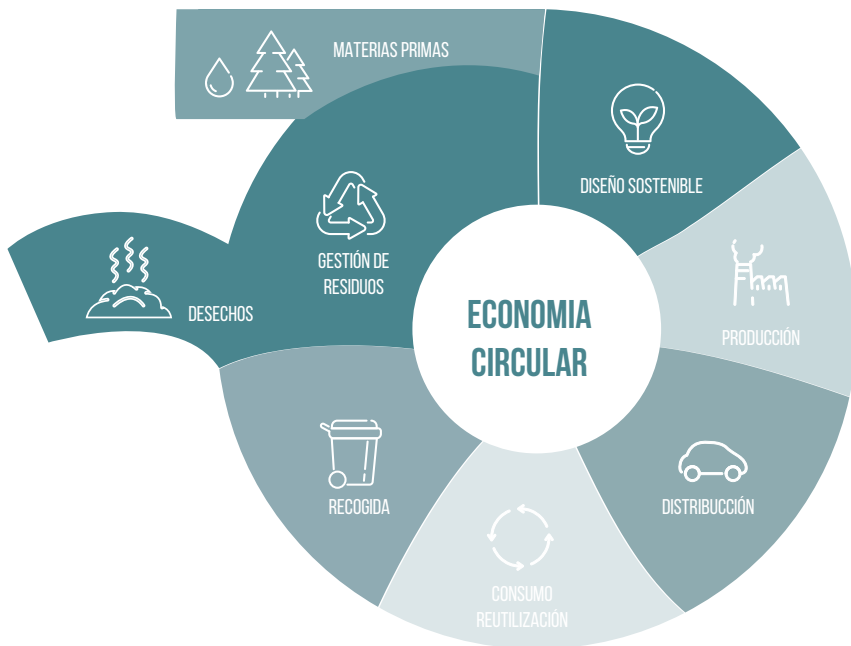 MATERIAS PRIMAS
DISEÑO SOSTENIBLE
PRODUCCIÓN
DISTRIBUCCIÓN
CONSUMO
REUTILIZACIÓN
RECOGIDA
GESTIÓN DE
RESIDUOS
DESECHOS
ECONOMIA
CIRCULAR